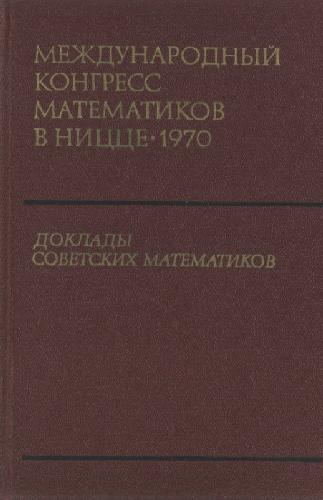 МЕЖДУНАРОДНЫЙ
КОНГРЕСС
МАТЕМАТИКОВ
В НИЦЦЕ·1970
ДОКЛАДЫ
СОВЕТСКИХ МАТЕМАТИКОВ